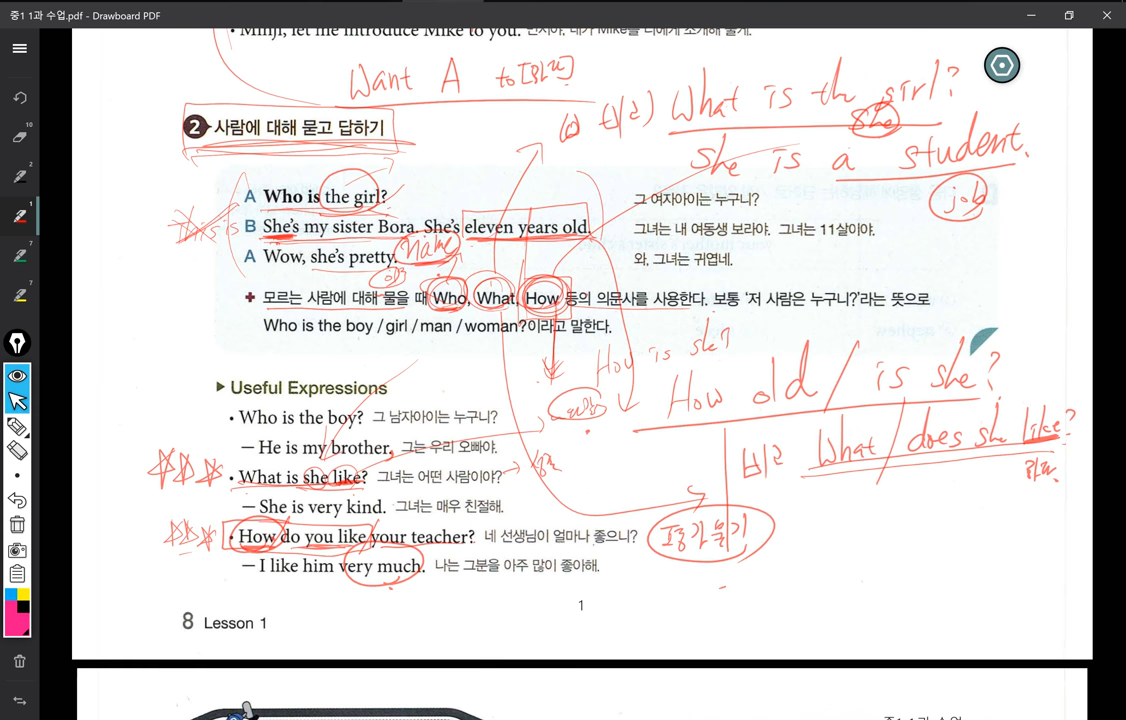 중1 1과 수업.pdf - Drawboard PDF
• Minji, let me introduce Mike to you. 민지야, 내가 Mike를 너에게 소개해 줄게.
Want A to
비교) What is the girl?
she
she is a student.
job
2 사람에 대해 묻고 답하기
A Who is the girl? 그 여자아이는 누구니?
This is
B She's my sister Bora. She's eleven years old. 그녀는 내 여동생 보라야. 그녀는 11살이야.
A Wow, she's pretty. 와, 그녀는 귀엽네.
name
+ 모르는 사람에 대해 물을 때 Who, What, How 등의 의문사를 사용한다. 보통 '저 사람은 누구니?'라는 뜻으로
Who is the boy / girl / man / woman?이라고 말한다.
How is she?
How old / is she?
비교 What / does she like?
▶ Useful Expressions
• Who is the boy? 그 남자아이는 누구니?
– He is my brother. 그는 우리 오빠야.
• What is she like? 그녀는 어떤 사람이야?
– She is very kind. 그녀는 매우 친절해.
• How do you like your teacher? 네 선생님이 얼마나 좋으니?
평가 묻기
– I like him very much. 나는 그분을 아주 많이 좋아해.
1
8 Lesson 1
중1 1과 수업